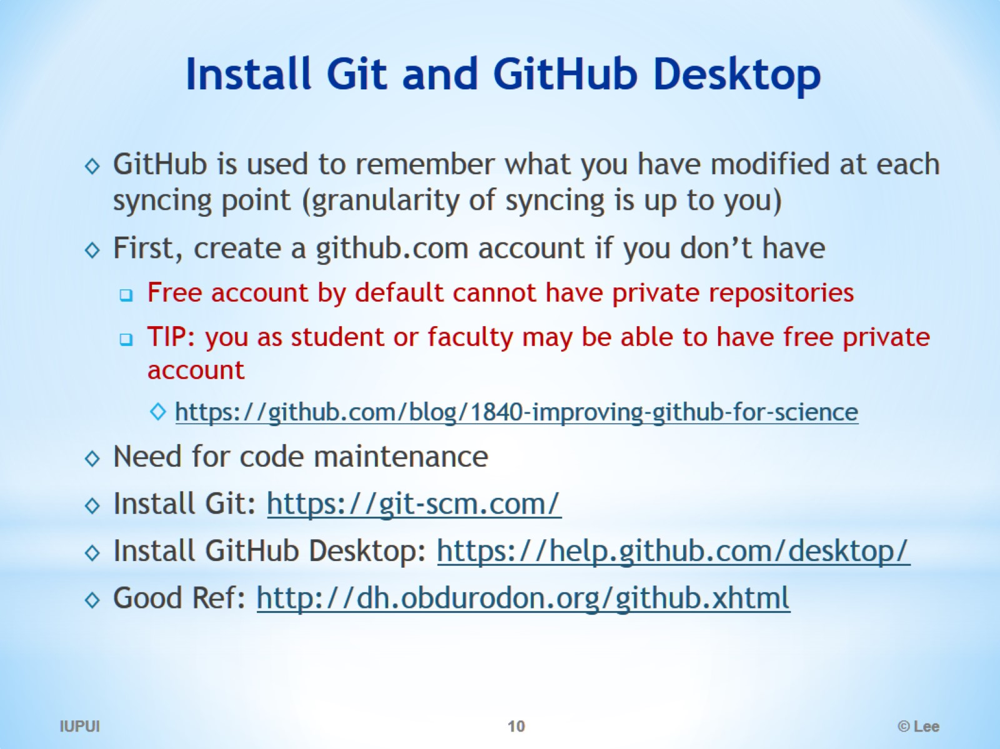 Install Git and GitHub Desktop
GitHub is used to remember what you have modified at each
syncing point (granularity of syncing is up to you)
First, create a github.com account if you don’t have
Free account by default cannot have private repositories
TIP: you as student or faculty may be able to have free private
account
https://github.com/blog/1840-improving-github-for-science
Need for code maintenance
Install Git: https://git-scm.com/
Install GitHub Desktop: https://help.github.com/desktop/
Good Ref: http://dh.obdurodon.org/github.xhtml
IUPUI 10 © Lee